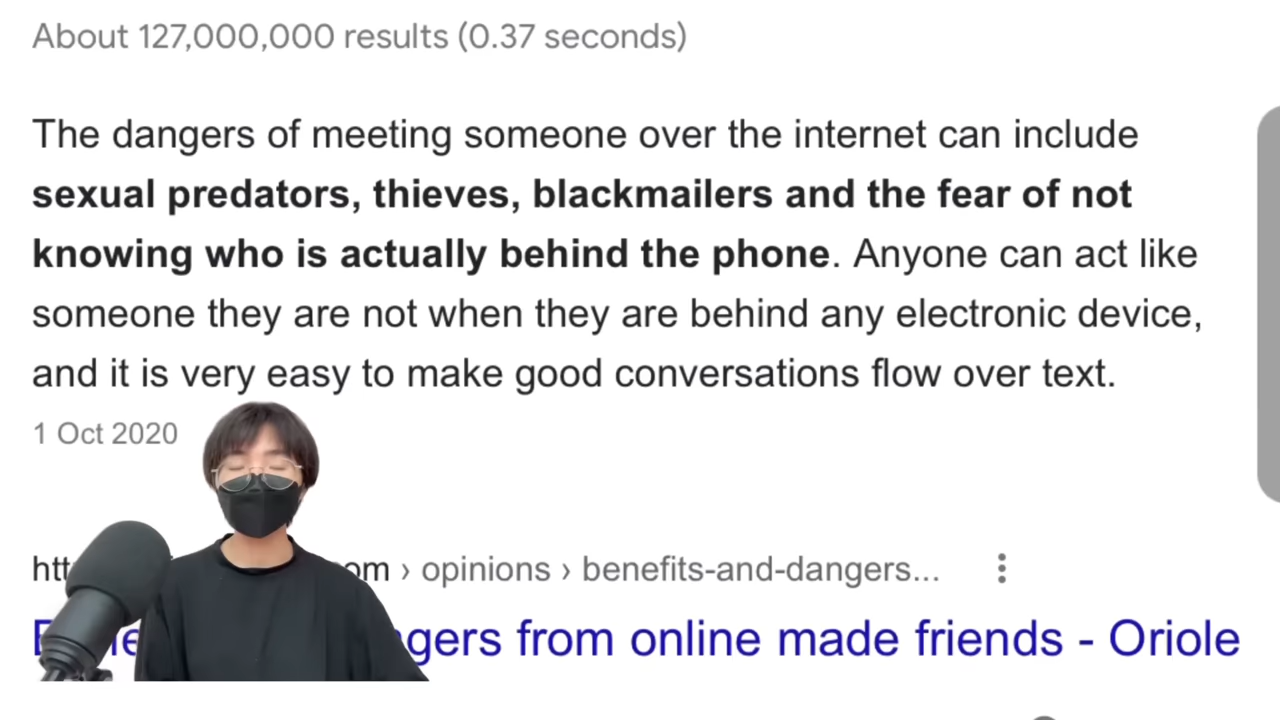 About 127,000,000 results (0.37 seconds)
The dangers of meeting someone over the internet can include
sexual predators, thieves, blackmailers and the fear of not
knowing who is actually behind the phone. Anyone can act like
someone they are not when they are behind any electronic device,
and it is very easy to make good conversations flow over text.
1 Oct 2020
› opinions › benefits-and-dangers...
from online made friends - Oriole